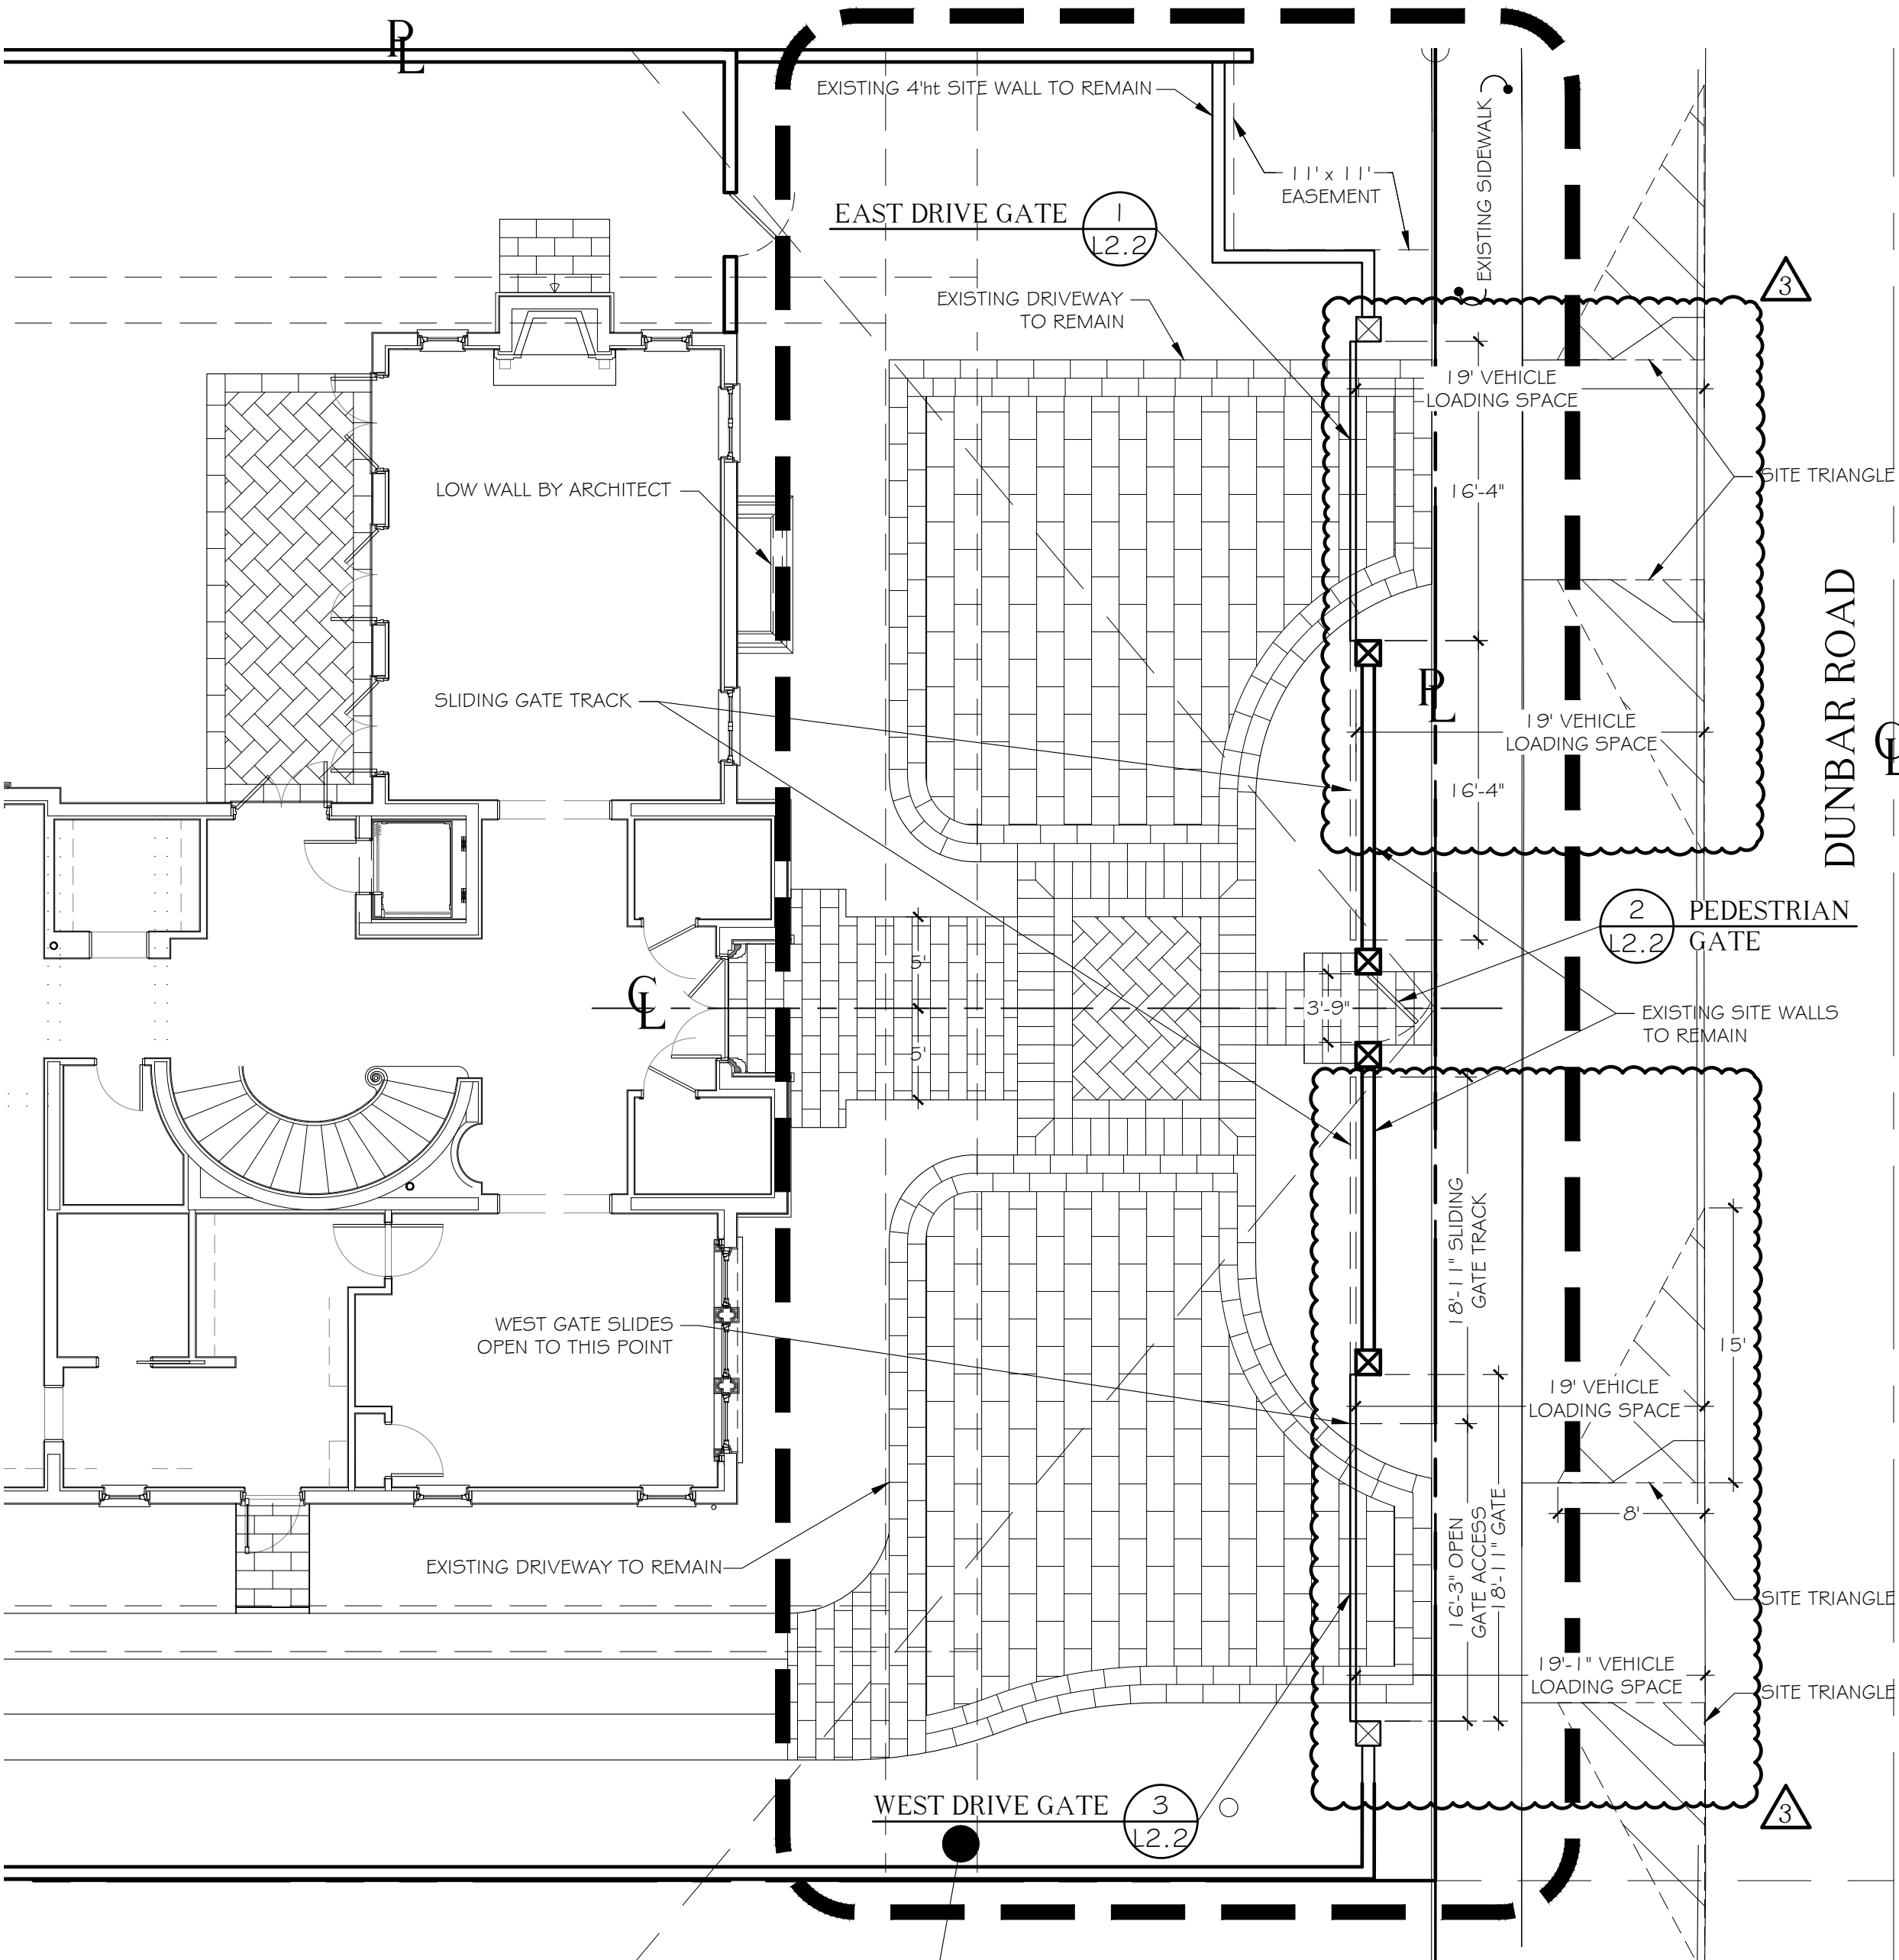 PL
EXISTING 4'ht SITE WALL TO REMAIN
11' x 11'
EASEMENT
EXISTING SIDEWALK
EAST DRIVE GATE
1
L2.2
EXISTING DRIVEWAY
TO REMAIN
3
19' VEHICLE
LOADING SPACE
16'-4"
SITE TRIANGLE
LOW WALL BY ARCHITECT
SLIDING GATE TRACK
PL
19' VEHICLE
LOADING SPACE
16'-4"
DUNBAR ROAD
CL
2
L2.2
PEDESTRIAN
GATE
5'
5'
CL
3'-9"
EXISTING SITE WALLS
TO REMAIN
18'-11" SLIDING
GATE TRACK
WEST GATE SLIDES
OPEN TO THIS POINT
15'
19' VEHICLE
LOADING SPACE
8'
16'-3" OPEN
GATE ACCESS
18'-11" GATE
EXISTING DRIVEWAY TO REMAIN
SITE TRIANGLE
19'-1" VEHICLE
LOADING SPACE
SITE TRIANGLE
WEST DRIVE GATE
3
L2.2
3